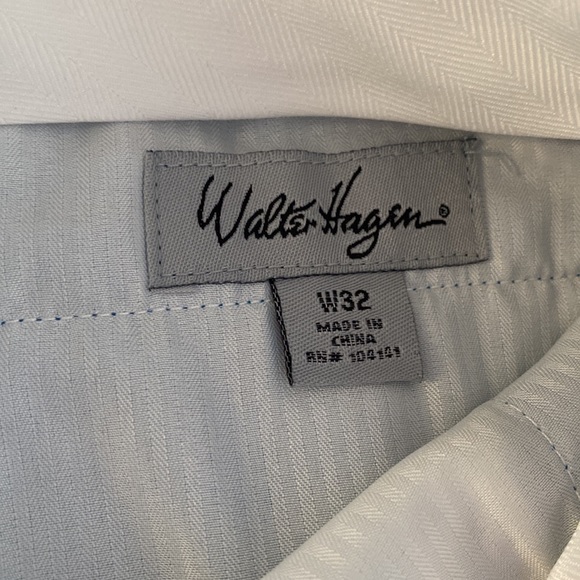 Walter Hagen®
W32
MADE IN
CHINA
RN# 104141